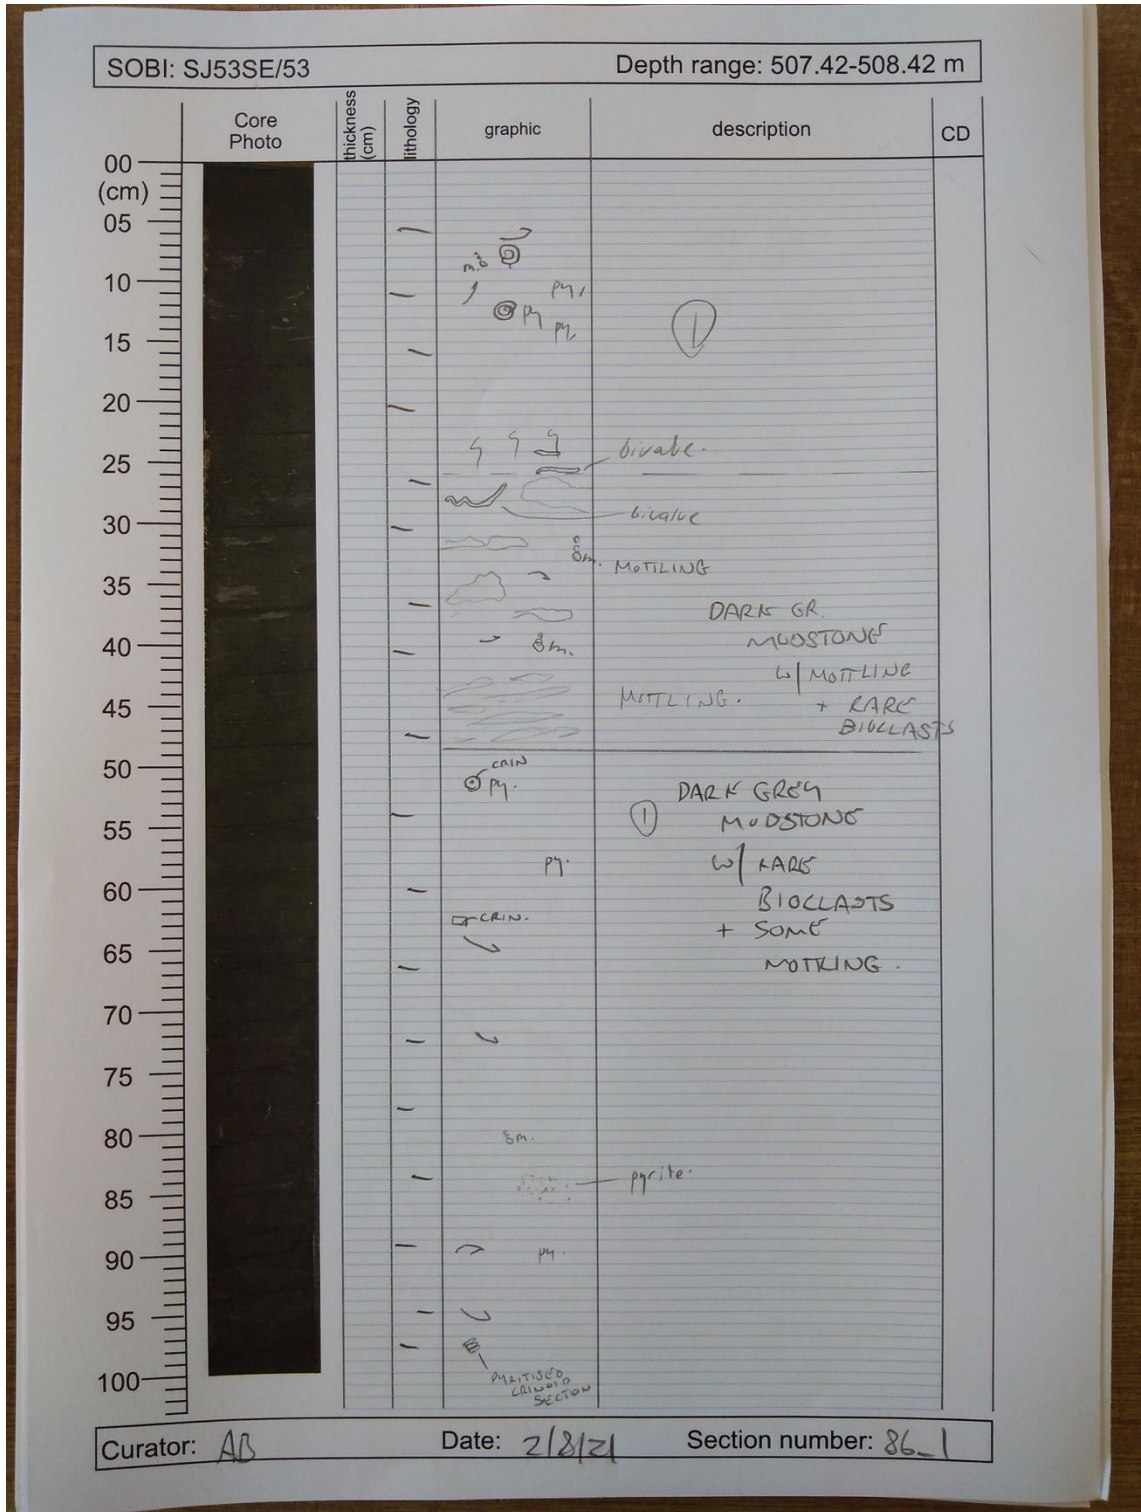 SOBI: SJ53SE/53
Depth range: 507.42-508.42 m
Core
Photo
thickness
(cm)
lithology
graphic
description
CD
00
(cm)
05
10
py,
py
py,
1
15
20
25
bivalve.
bivalve
30
m.
MOTTLING
35
DARK GR.
MUDSTONE
40
m.
W/ MOTTLING
MOTTLING.
+ RARE
45
BIOCLASTS
50
CRIN
py.
DARK GREY
1
MUDSTONE
55
py.
W/ RARE
60
BIOCLASTS
CRIN.
+ SOME
65
MOTTLING.
70
75
80
m.
pyrite.
85
90
py.
95
100
PYRITISED
CRINOID
SECTION
Curator: AB
Date: 2/8/21
Section number: 86_1